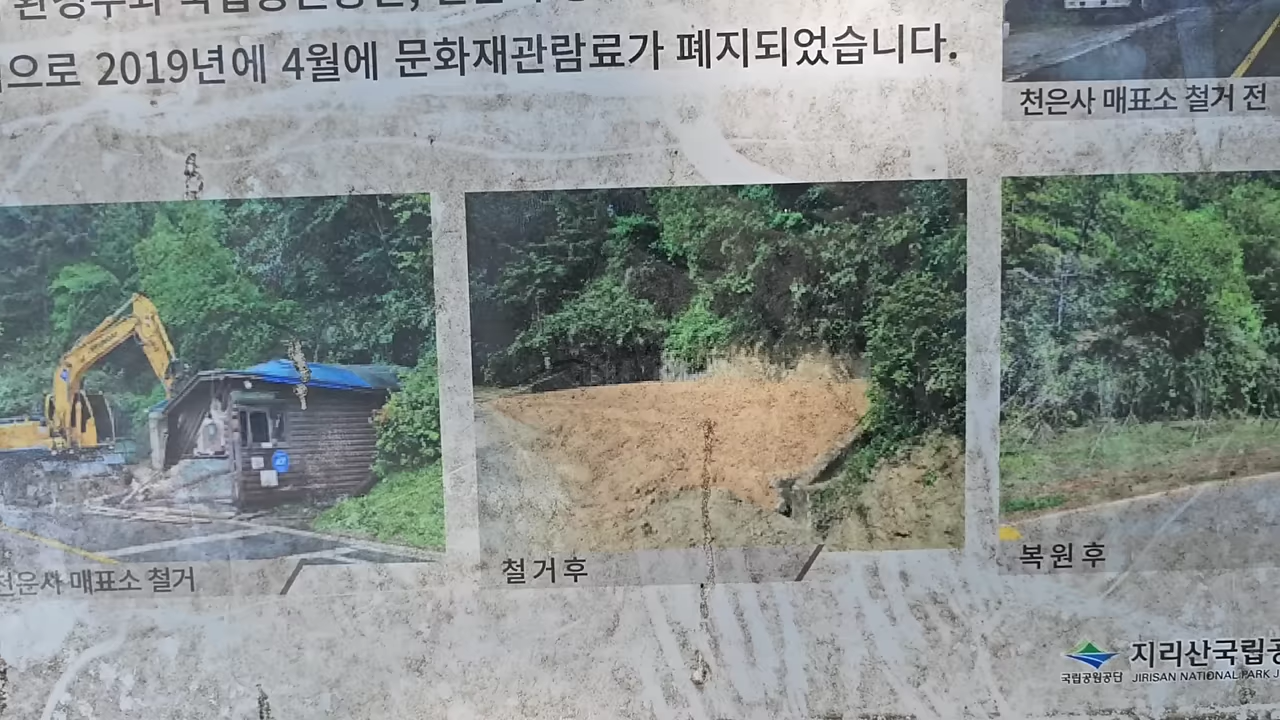 으로 2019년에 4월에 문화재관람료가 폐지되었습니다.
천은사 매표소 철거 전
천은사 매표소 철거
철거후
복원후
지리산국립공
국립공원공단
JIRISAN NATIONAL PARK J